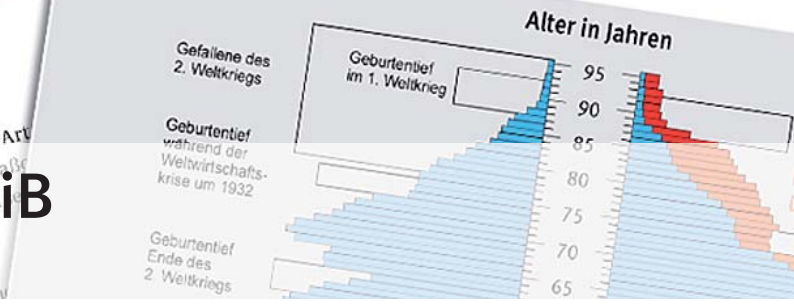 Alter in Jahren
Gefallene des
2. Weltkriegs
Geburtentief
im 1. Weltkrieg
95
90
85
80
75
70
65
Geburtentief
während der
Weltwirtschafts-
krise um 1932
Geburtentief
Ende des
2. Weltkriegs
Art
iB